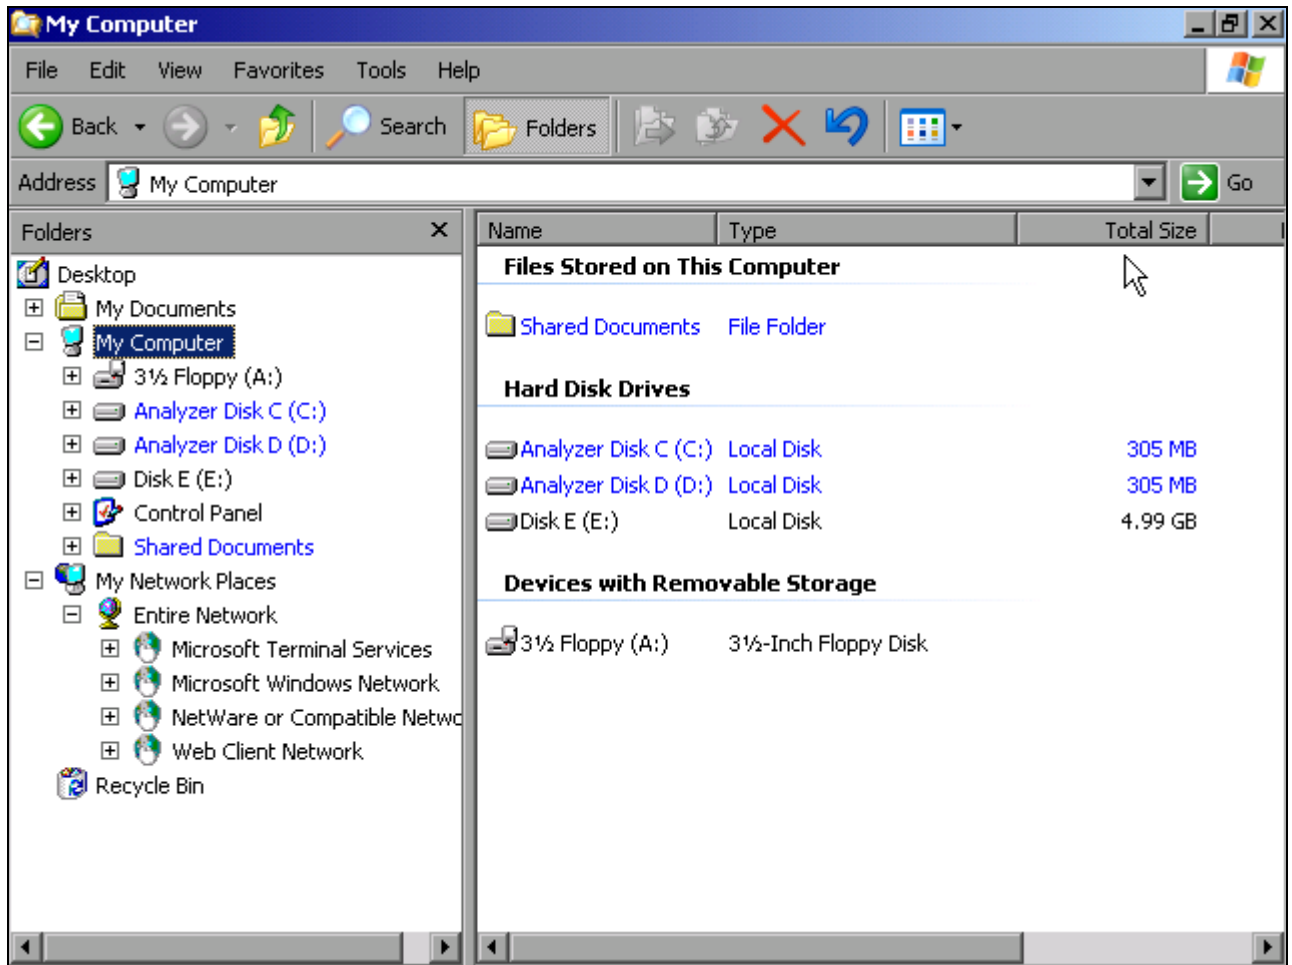 My Computer
File Edit View Favorites Tools Help
Back Search Folders
Address My Computer Go
Folders
Desktop
My Documents
My Computer
3½ Floppy (A:)
Analyzer Disk C (C:)
Analyzer Disk D (D:)
Disk E (E:)
Control Panel
Shared Documents
My Network Places
Entire Network
Microsoft Terminal Services
Microsoft Windows Network
NetWare or Compatible Netwo
Web Client Network
Recycle Bin
Name Type Total Size
Files Stored on This Computer
Shared Documents File Folder
Hard Disk Drives
Analyzer Disk C (C:) Local Disk 305 MB
Analyzer Disk D (D:) Local Disk 305 MB
Disk E (E:) Local Disk 4.99 GB
Devices with Removable Storage
3½ Floppy (A:) 3½-Inch Floppy Disk